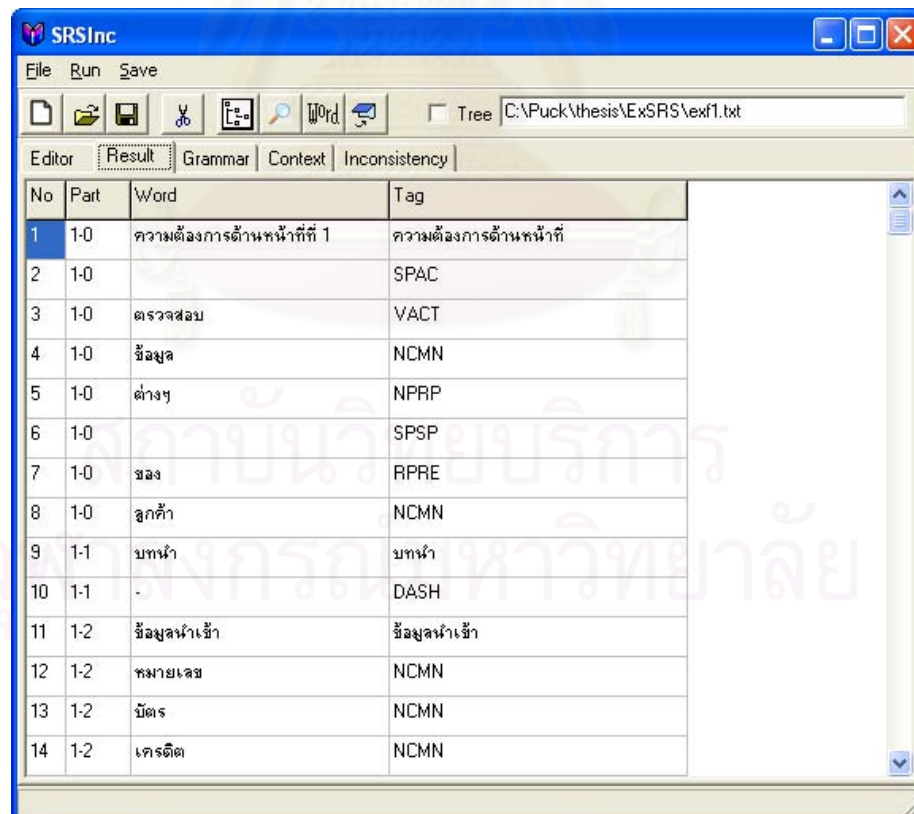 SRSInc
File Run Save
Word Tree C:\Puck\thesis\ExSRS\exf1.txt
Editor Result Grammar Context Inconsistency
No Part Word Tag
1 1-0 ความต้องการด้านหน้าที่ที่ 1 ความต้องการด้านหน้าที่
2 1-0 SPAC
3 1-0 ตรวจสอบ VACT
4 1-0 ข้อมูล NCMN
5 1-0 ต่างๆ NPRP
6 1-0 SPSP
7 1-0 ของ RPRE
8 1-0 ลูกค้า NCMN
9 1-1 บทนำ บทนำ
10 1-1 - DASH
11 1-2 ข้อมูลนำเข้า ข้อมูลนำเข้า
12 1-2 หมายเลข NCMN
13 1-2 บัตร NCMN
14 1-2 เครดิต NCMN
สถาบันวิทยบริการ
จุฬาลงกรณ์มหาวิทยาลัย